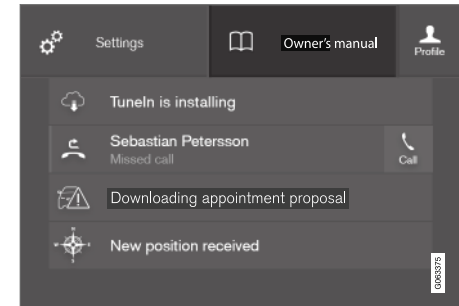 Settings
Owner's manual
Profile
TuneIn is installing
Sebastian Petersson
Missed call
Call
Downloading appointment proposal
New position received
G063375